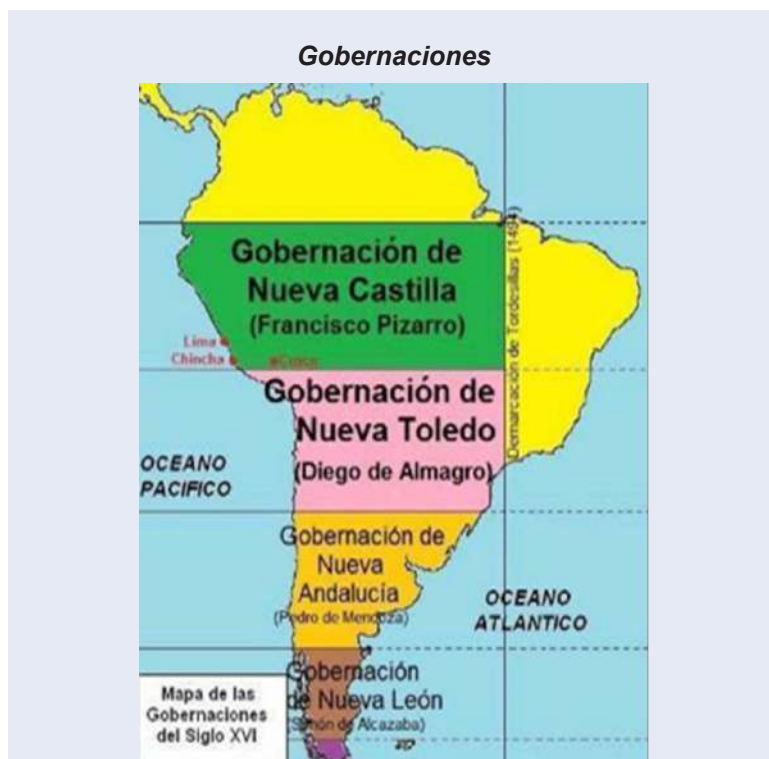 Gobernaciones
Gobernación de
Nueva Castilla
(Francisco Pizarro)
Lima
Chincha
Cusco
Demarcación de Tordesillas (1494)
Gobernación de
Nueva Toledo
(Diego de Almagro)
OCEANO
PACIFICO
Gobernación de
Nueva
Andalucía
(Pedro de Mendoza)
OCEANO
ATLANTICO
Gobernación
de Nueva León
(Simón de Alcazaba)
Mapa de las
Gobernaciones
del Siglo XVI